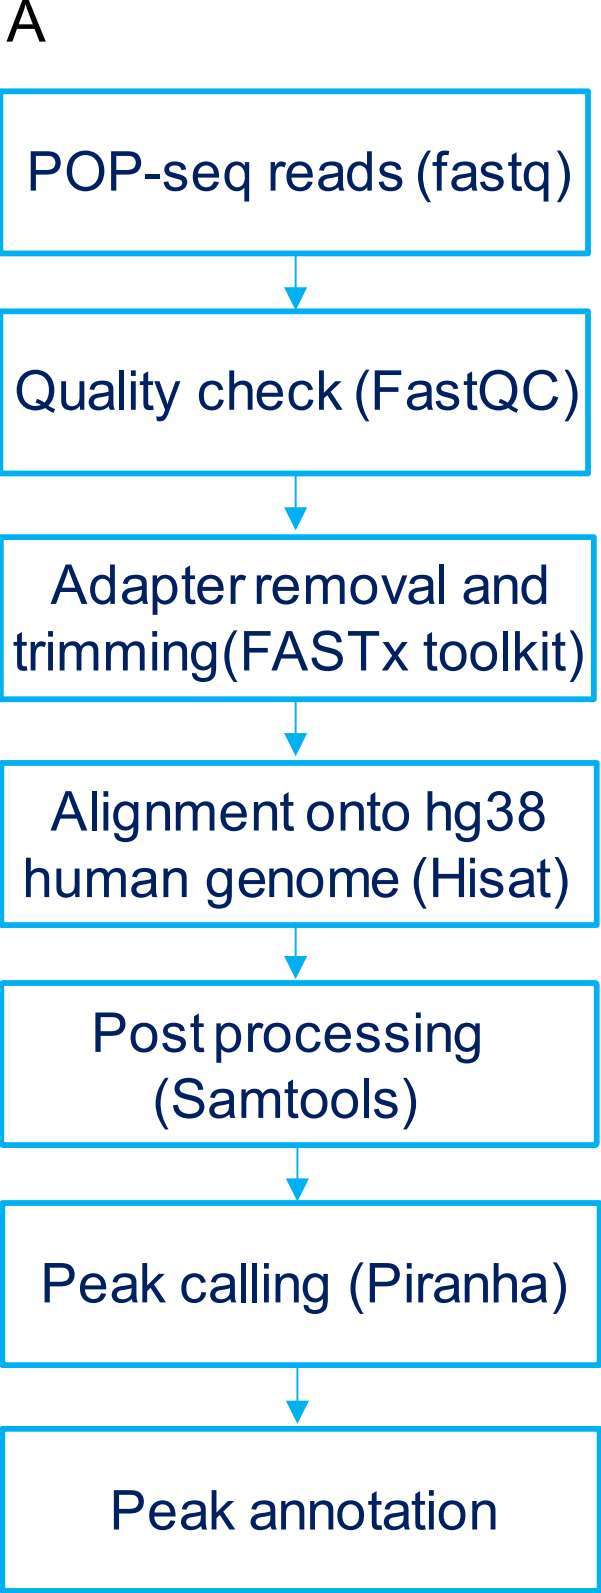 A
POP-seq reads (fastq)
Quality check (FastQC)
Adapter removal and
trimming(FASTx toolkit)
Alignment onto hg38
human genome (Hisat)
Post processing
(Samtools)
Peak calling (Piranha)
Peak annotation